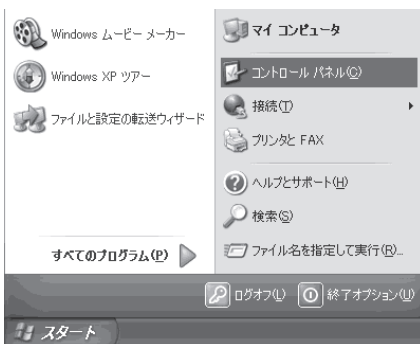 Windows ムービー メーカー
Windows XP ツアー
ファイルと設定の転送ウィザード
すべてのプログラム(P)
マイ コンピュータ
コントロール パネル(C)
接続(T)
プリンタと FAX
ヘルプとサポート(H)
検索(S)
ファイル名を指定して実行(R)...
ログオフ(L)
終了オプション(U)
スタート